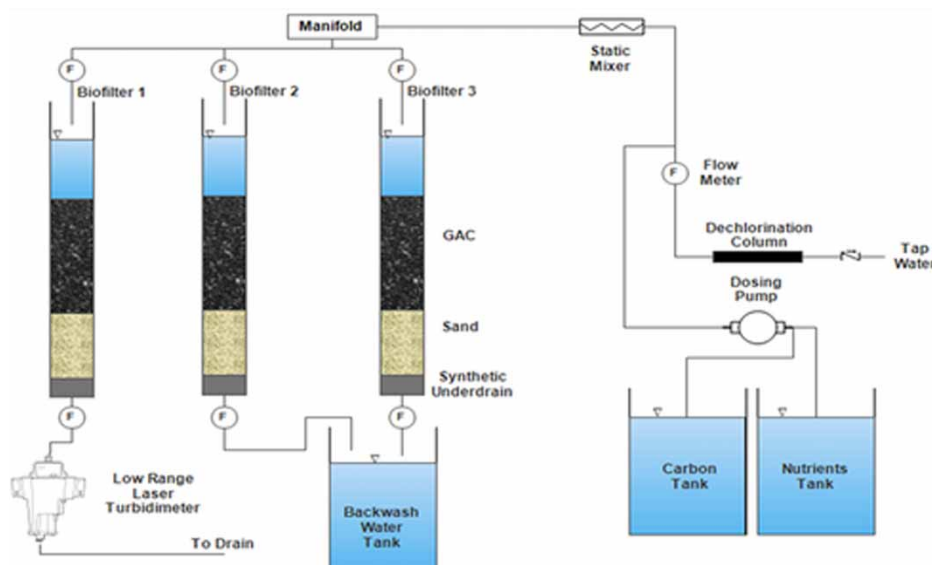 Manifold
Static
Mixer
F
F
F
Biofilter 1
Biofilter 2
Biofilter 3
Flow
Meter
F
GAC
Dechlorination
Column
Tap
Water
Dosing
Pump
Sand
Synthetic
Underdrain
F
F
F
Low Range
Laser
Turbidimeter
To Drain
Backwash
Water
Tank
Carbon
Tank
Nutrients
Tank